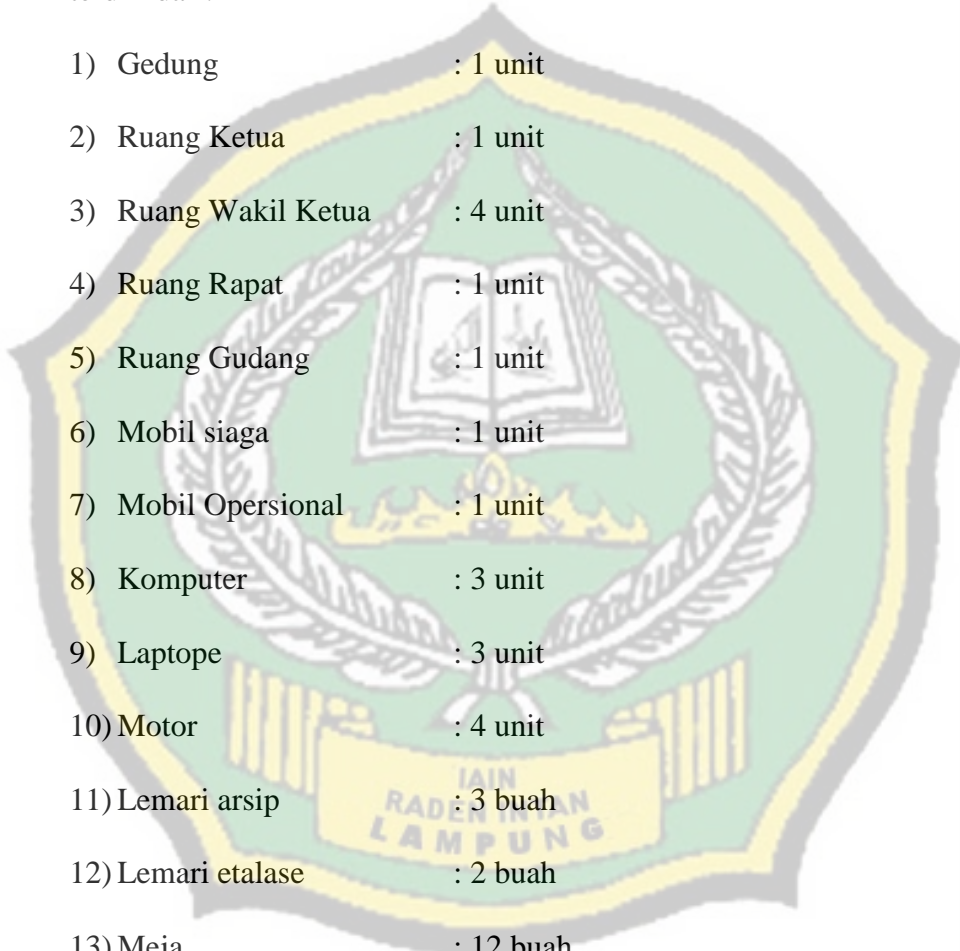 1) Gedung : 1 unit
2) Ruang Ketua : 1 unit
3) Ruang Wakil Ketua : 4 unit
4) Ruang Rapat : 1 unit
5) Ruang Gudang : 1 unit
6) Mobil siaga : 1 unit
7) Mobil Opersional : 1 unit
8) Komputer : 3 unit
9) Laptope : 3 unit
10) Motor : 4 unit
IAIN
RADEN INTAN
LAMPUNG
11) Lemari arsip : 3 buah
12) Lemari etalase : 2 buah
13) Meja : 12 buah